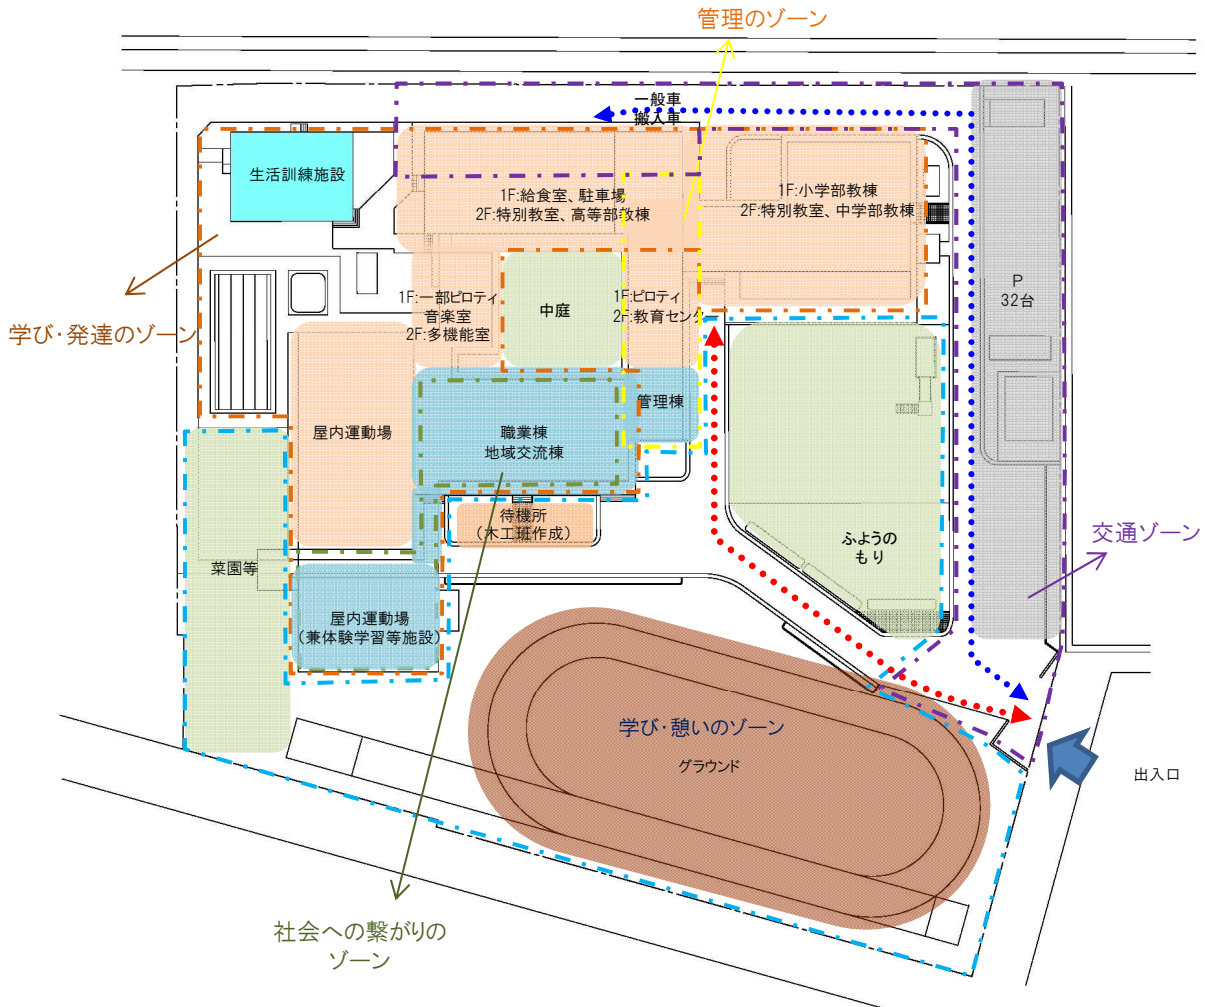 管理のゾーン
一般車
搬入車
生活訓練施設
1F:給食室、駐車場
2F:特別教室、高等部教棟
1F:小学部教棟
2F:特別教室、中学部教棟
P
32台
1F:一部ピロティ
音楽室
2F:多機能室
中庭
1F:ピロティ
2F:教育センタ
学び・発達のゾーン
管理棟
屋内運動場
職業棟
地域交流棟
待機所
(木工班作成)
ふようの
もり
交通ゾーン
菜園等
屋内運動場
(兼体験学習等施設)
学び・憩いのゾーン
グラウンド
出入口
社会への繋がりの
ゾーン